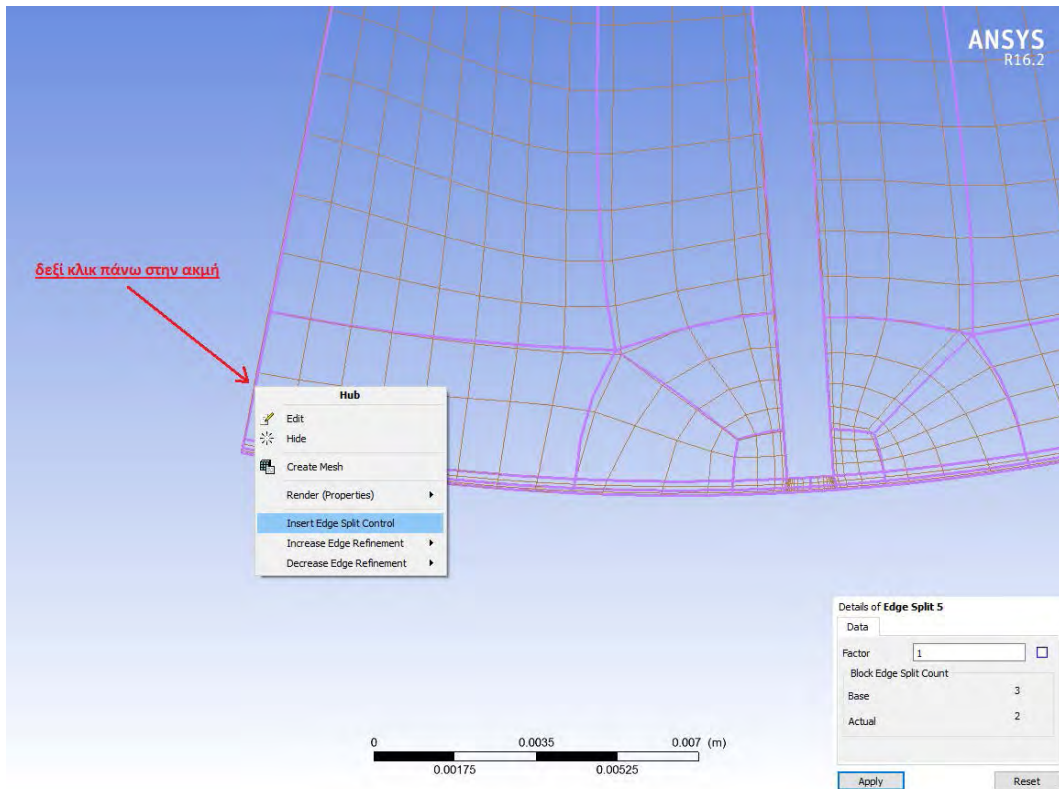 ANSYS
R16.2
δεξί κλικ πάνω στην ακμή
Hub
Edit
Hide
Create Mesh
Render (Properties)
Insert Edge Split Control
Increase Edge Refinement
Decrease Edge Refinement
Details of Edge Split 5
Data
Factor 1
Block Edge Split Count
Base 3
Actual 2
Apply Reset
0 0.0035 0.007 (m)
0.00175 0.00525